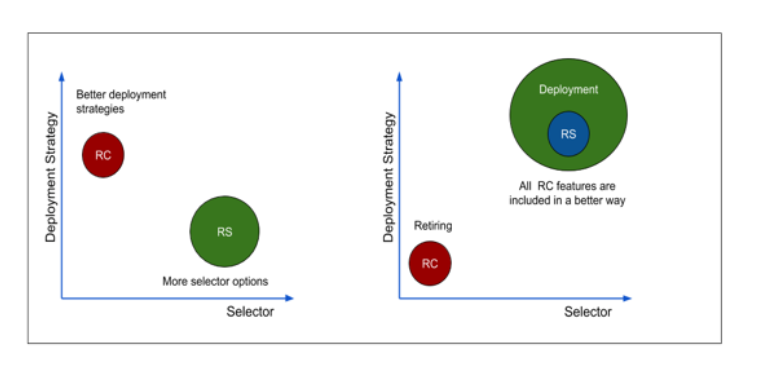 Better deployment
strategies
RC
RS
More selector options
Deployment Strategy
Selector
Deployment
RS
All RC features are
included in a better way
Retiring
RC
Deployment Strategy
Selector